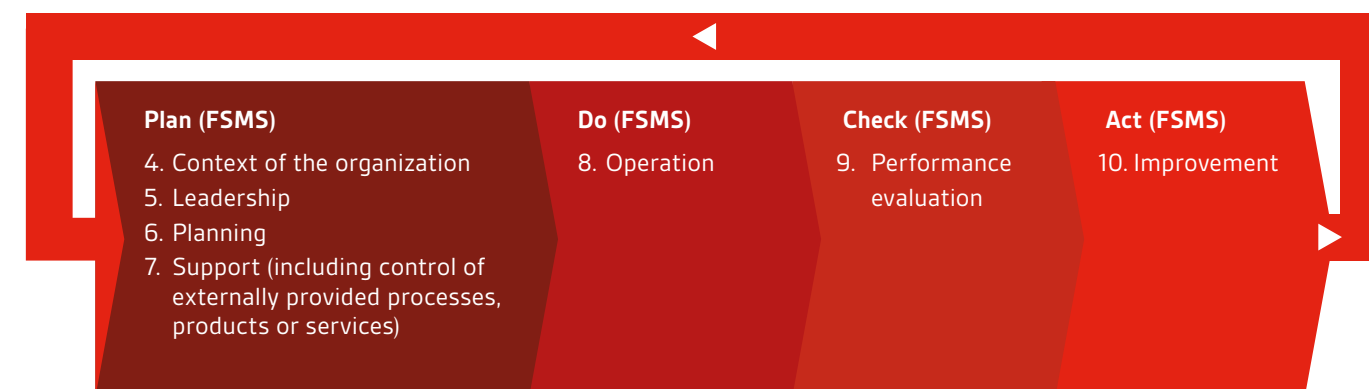 Plan (FSMS)
4. Context of the organization
5. Leadership
6. Planning
7. Support (including control of
externally provided processes,
products or services)
Do (FSMS)
8. Operation
Check (FSMS)
9. Performance
evaluation
Act (FSMS)
10. Improvement